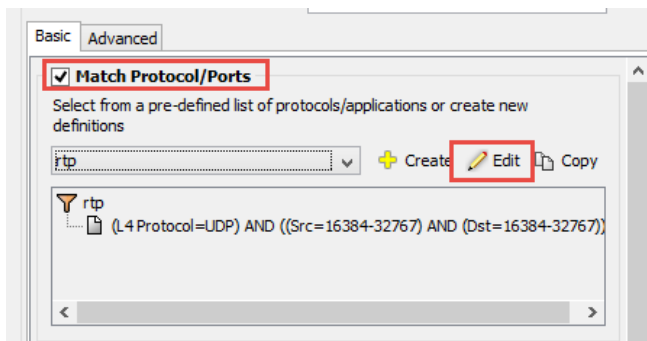 Basic Advanced
Match Protocol/Ports
Select from a pre-defined list of protocols/applications or create new
definitions
rtp Create Edit Copy
rtp
(L4 Protocol=UDP) AND ((Src=16384-32767) AND (Dst=16384-32767))